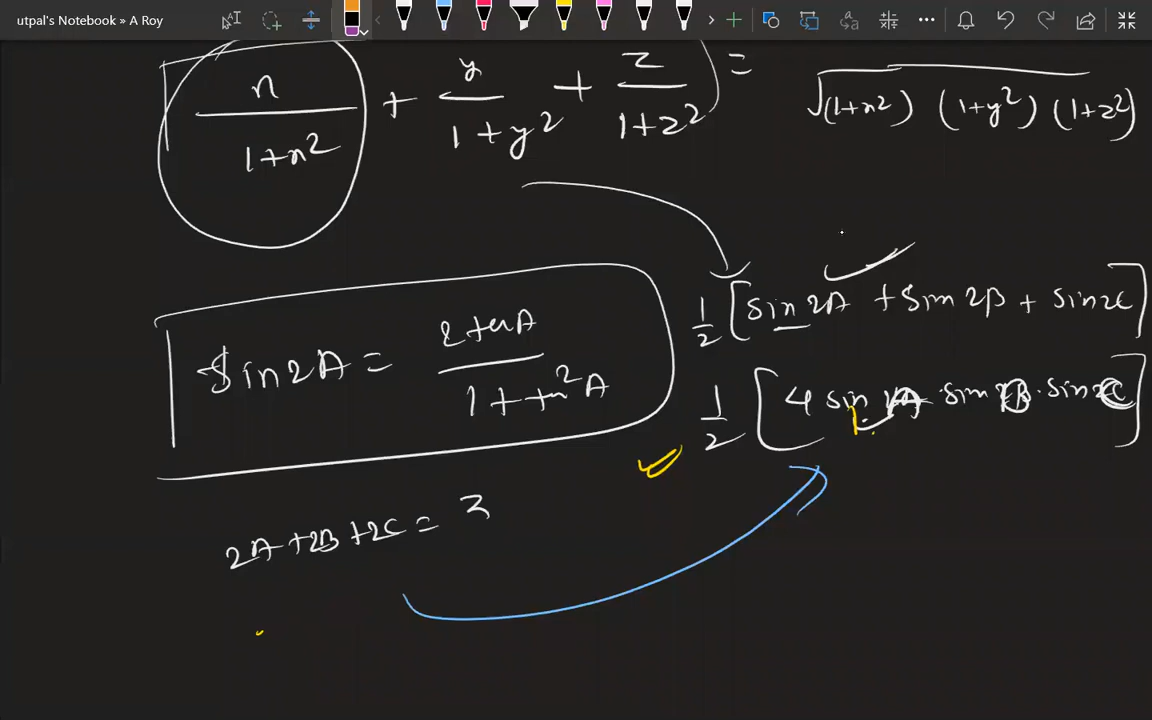 utpal's Notebook » A Roy
x/(1+x²) + y/(1+y²) + z/(1+z²) ) =
√(1+x²) (1+y²) (1+z²)
1/2 [sin 2A + sin 2B + sin 2C]
sin 2A = 2 tan A / 1 + tan² A
1/2 [4 sin A · sin B · sin C]
2A + 2B + 2C =